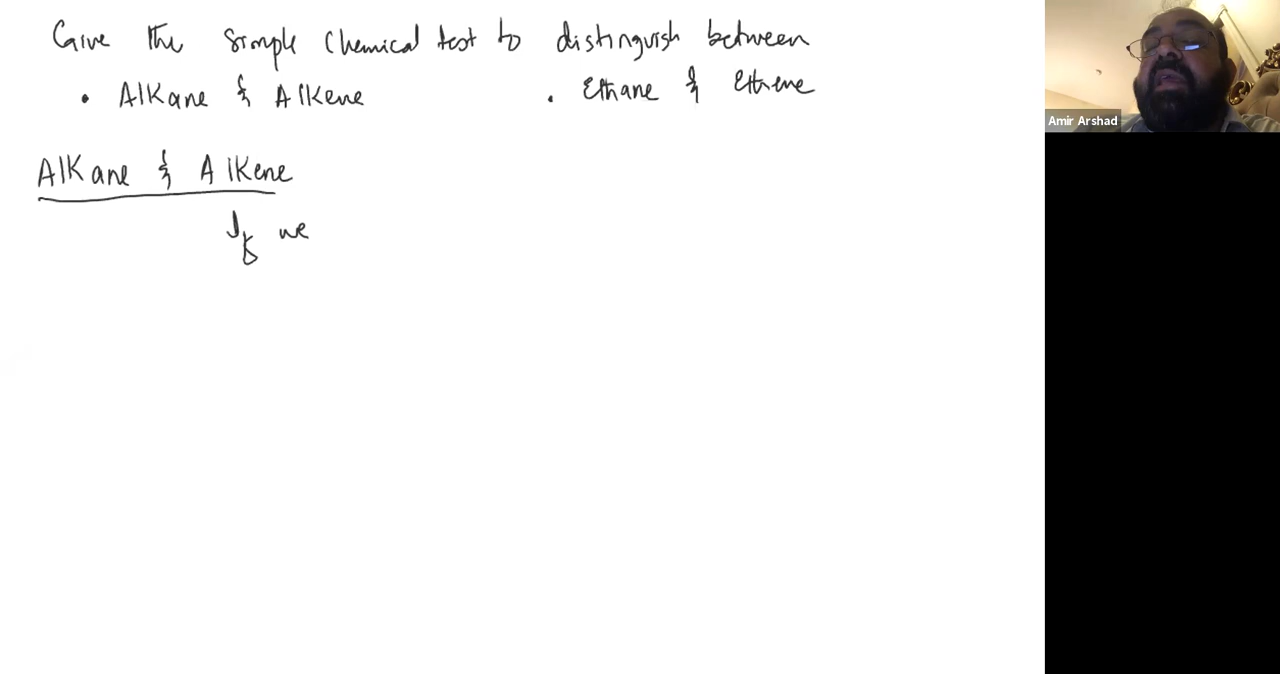 Give the simple chemical test to distinguish between
• Alkane & Alkene • Ethane & Ethene
Alkane & Alkene
If we
Amir Arshad